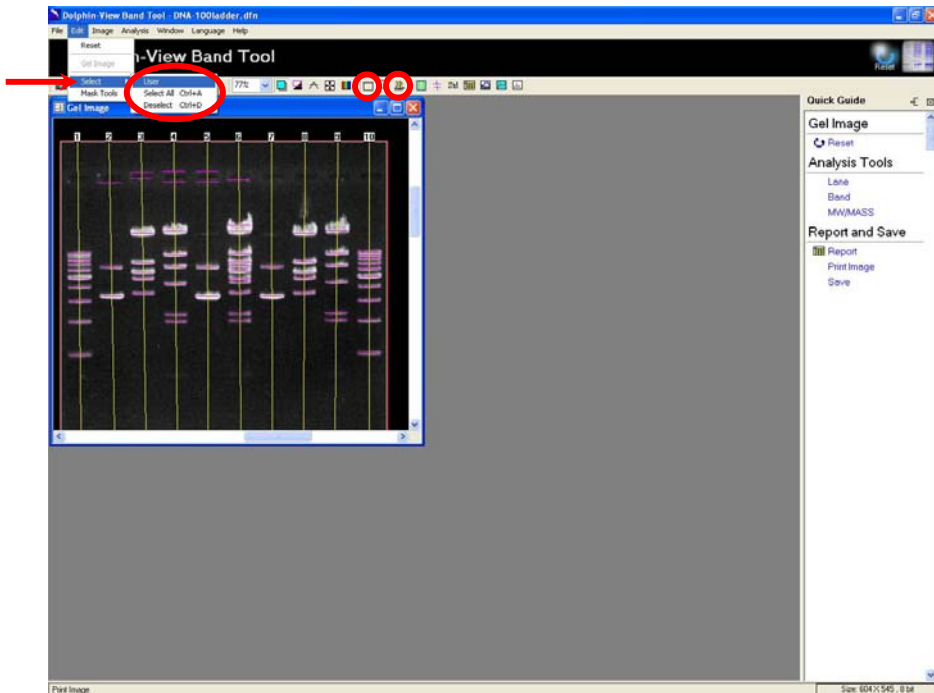 Dolphin-View Band Tool - DNA-100ladder.dfn
File Edit Image Analysis Window Language Help
Reset
Gel Image
Select User
Mask Tools Select All Ctrl+A
Deselect Ctrl+D
n-View Band Tool
Reset
77%
Gel Image
1 2 3 4 5 6 7 8 9 10
Quick Guide
Gel Image
Reset
Analysis Tools
Lane
Band
MW/MASS
Report and Save
Report
Print Image
Save
Print Image
Size: 604 X 545 , 8 bit